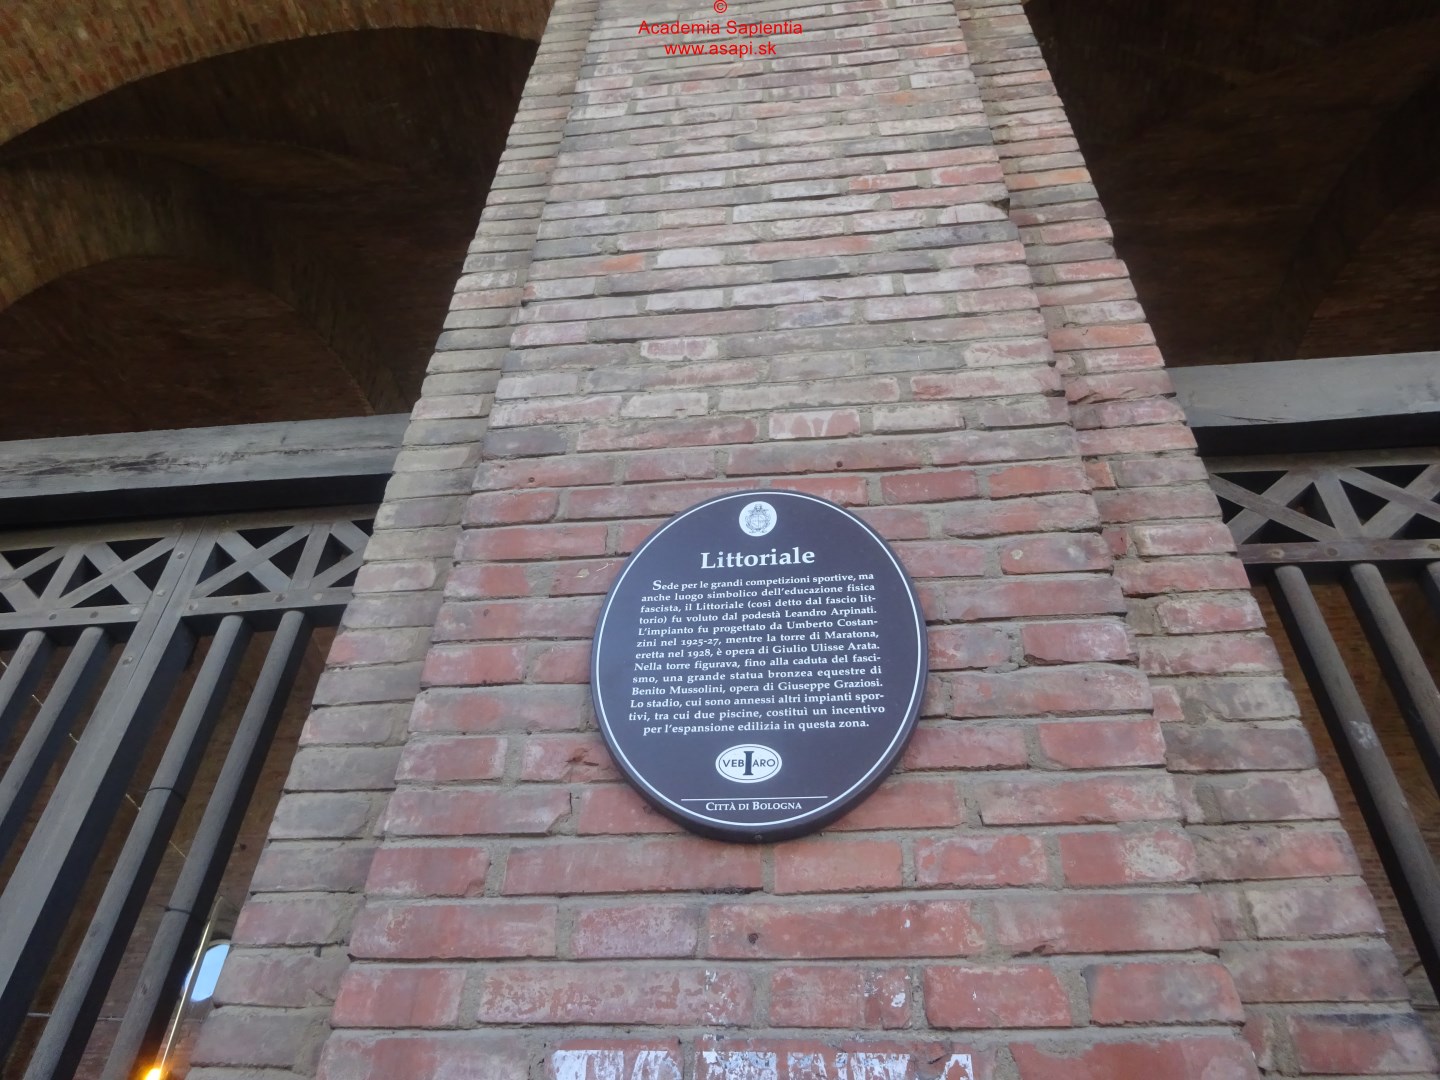 ©
Academia Sapientia
www.asapi.sk
Littoriale
Sede per le grandi competizioni sportive, ma
anche luogo simbolico dell'educazione fisica
fascista, il Littoriale (così detto dal fascio lit-
torio) fu voluto dal podestà Leandro Arpinati.
L'impianto fu progettato da Umberto Costan-
zini nel 1925-27, mentre la torre di Maratona,
eretta nel 1928, è opera di Giulio Ulisse Arata.
Nella torre figurava, fino alla caduta del fasci-
smo, una grande statua bronzea equestre di
Benito Mussolini, opera di Giuseppe Graziosi.
Lo stadio, cui sono annessi altri impianti spor-
tivi, tra cui due piscine, costituì un incentivo
per l'espansione edilizia in questa zona.
VEB I ARO
CITTÀ DI BOLOGNA